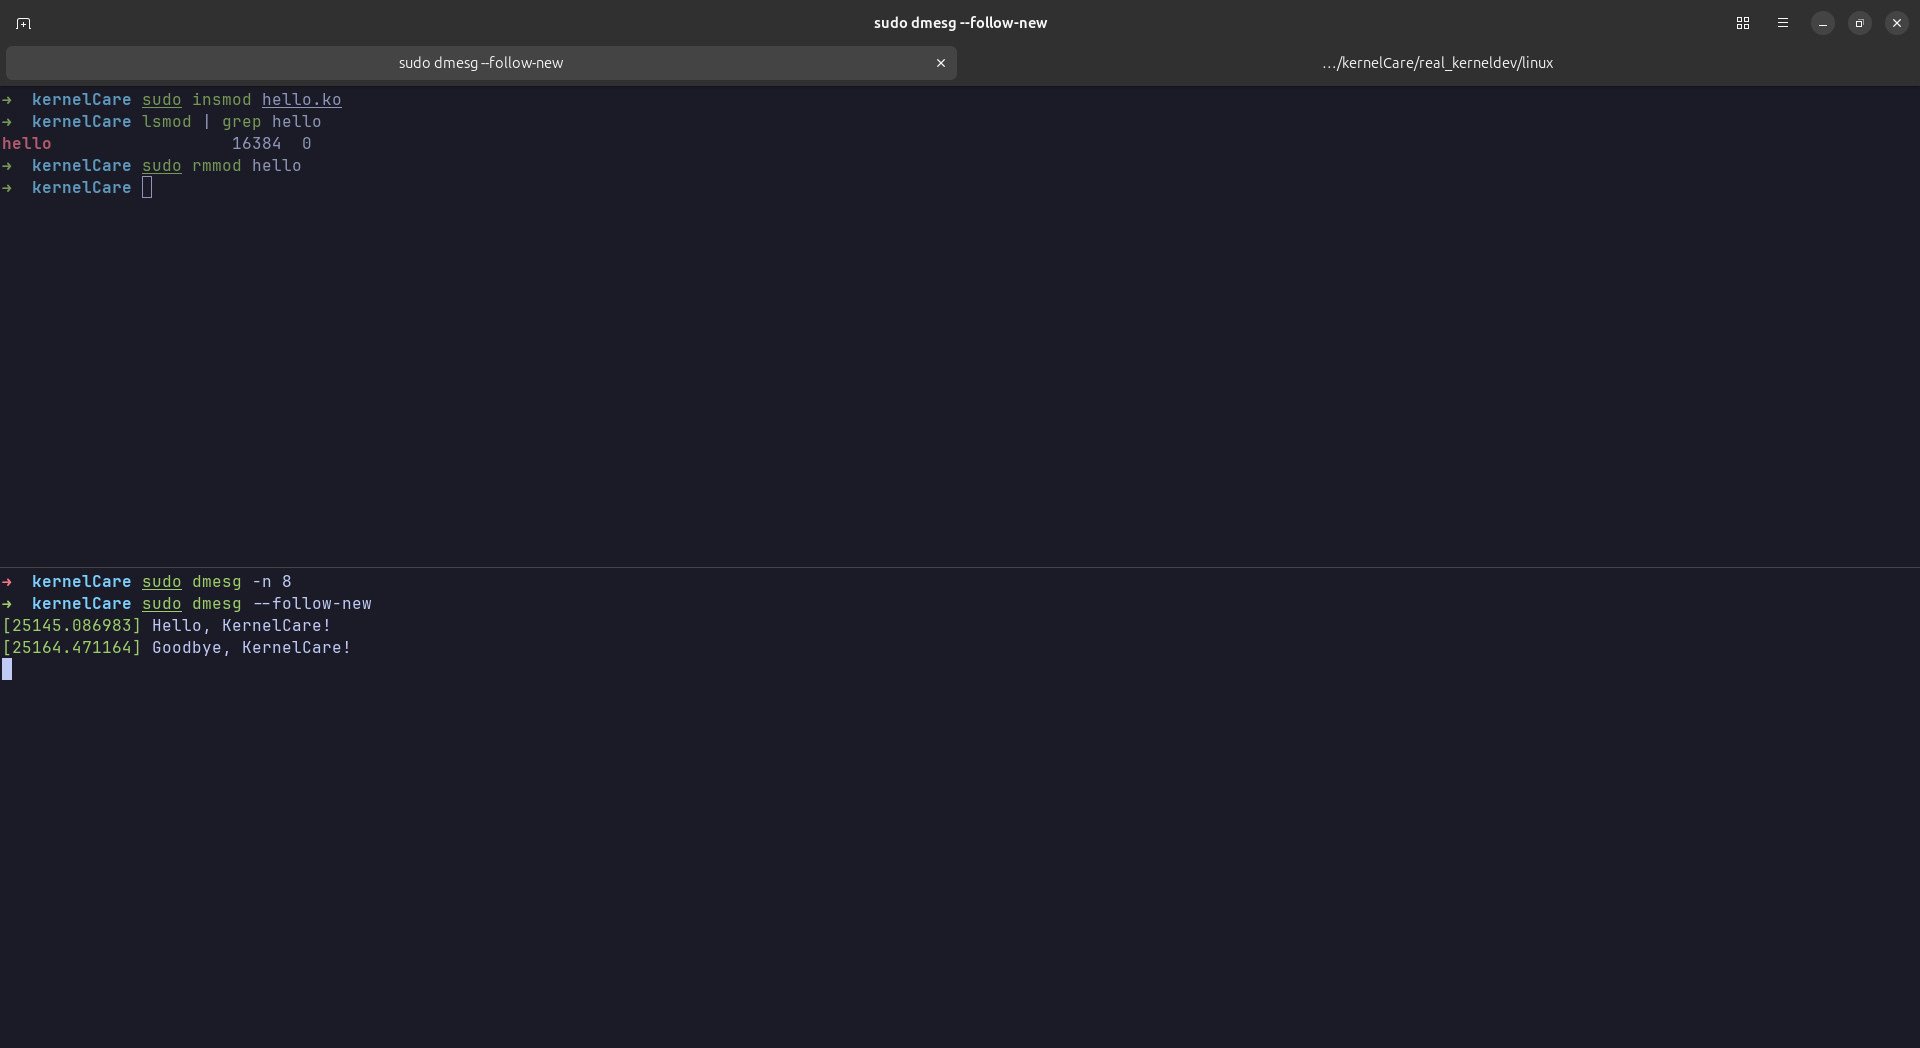 sudo dmesg --follow-new
sudo dmesg --follow-new
…/kernelCare/real_kerneldev/linux
➜  kernelCare sudo insmod hello.ko
➜  kernelCare lsmod | grep hello
hello                  16384  0
➜  kernelCare sudo rmmod hello
➜  kernelCare
➜  kernelCare sudo dmesg -n 8
➜  kernelCare sudo dmesg --follow-new
[25145.086983] Hello, KernelCare!
[25164.471164] Goodbye, KernelCare!